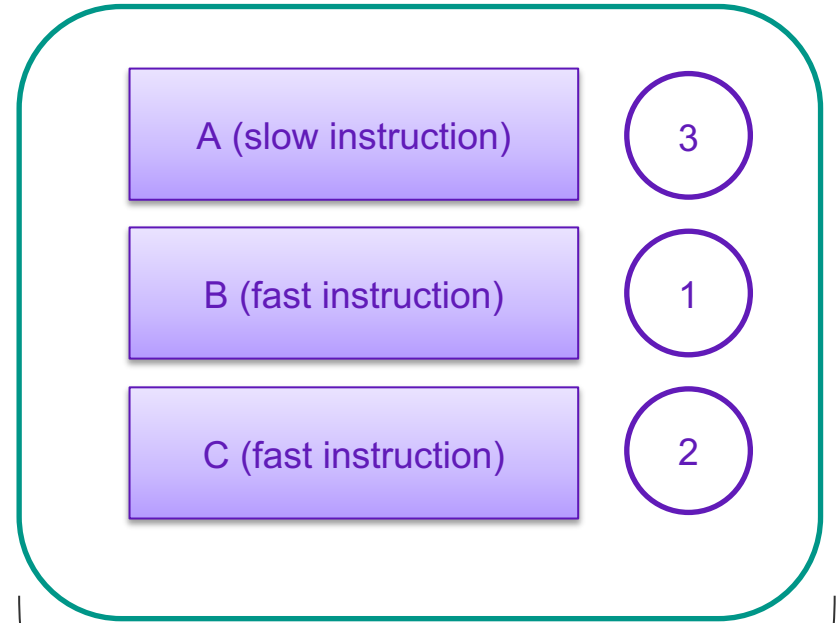 A (slow instruction) 3
B (fast instruction) 1
C (fast instruction) 2